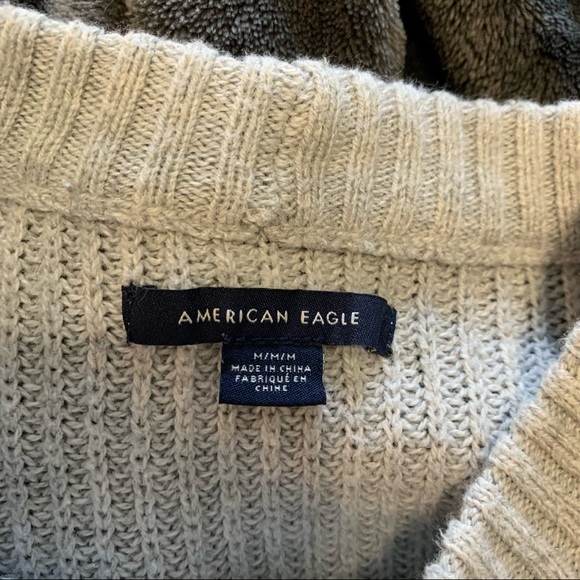 AMERICAN EAGLE
M/M/M
MADE IN CHINA
FABRIQUÉ EN
CHINE